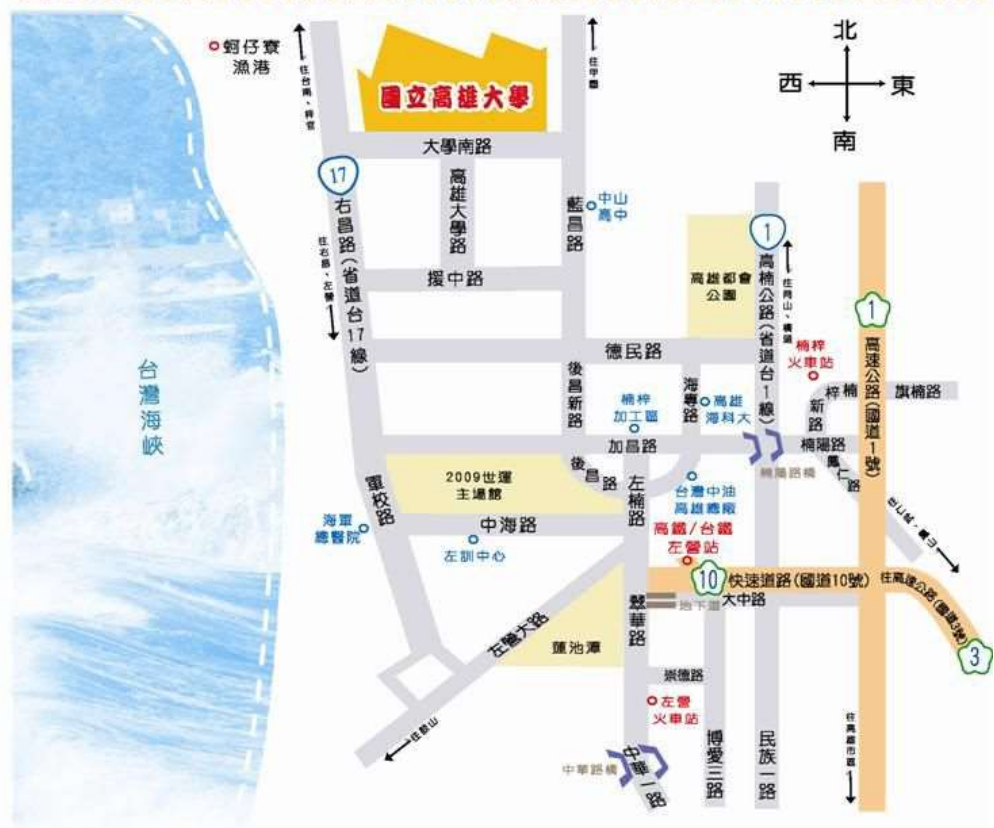 北
西
東
南
蚵仔寮
漁港
往台南、梓官
國立高雄大學
往甲圍
大學南路
17
右昌路(省道台17線)
高雄大學路
藍昌路
中山
高中
1
高楠公路(省道台1線)
往岡山、橋頭
高雄都會
公園
往右昌、左營
援中路
1
高速公路(國道1號)
德民路
楠梓
火車站
台灣海峽
後昌新路
楠梓
加工區
海專路
高雄
海科大
楠梓
新路
旗楠路
加昌路
楠陽路
楠陽路橋
鳳仁路
2009世運
主場館
後昌路
左楠路
台灣中油
高雄總廠
軍校路
海軍
總醫院
中海路
左訓中心
高鐵/台鐵
左營站
10
快速道路(國道10號)
往高速公路(國道3號)
3
地下道
大中路
翠華路
左營大路
蓮池潭
崇德路
左營
火車站
往鼓山
中華路橋
中華一路
博愛三路
民族一路
往高雄市區